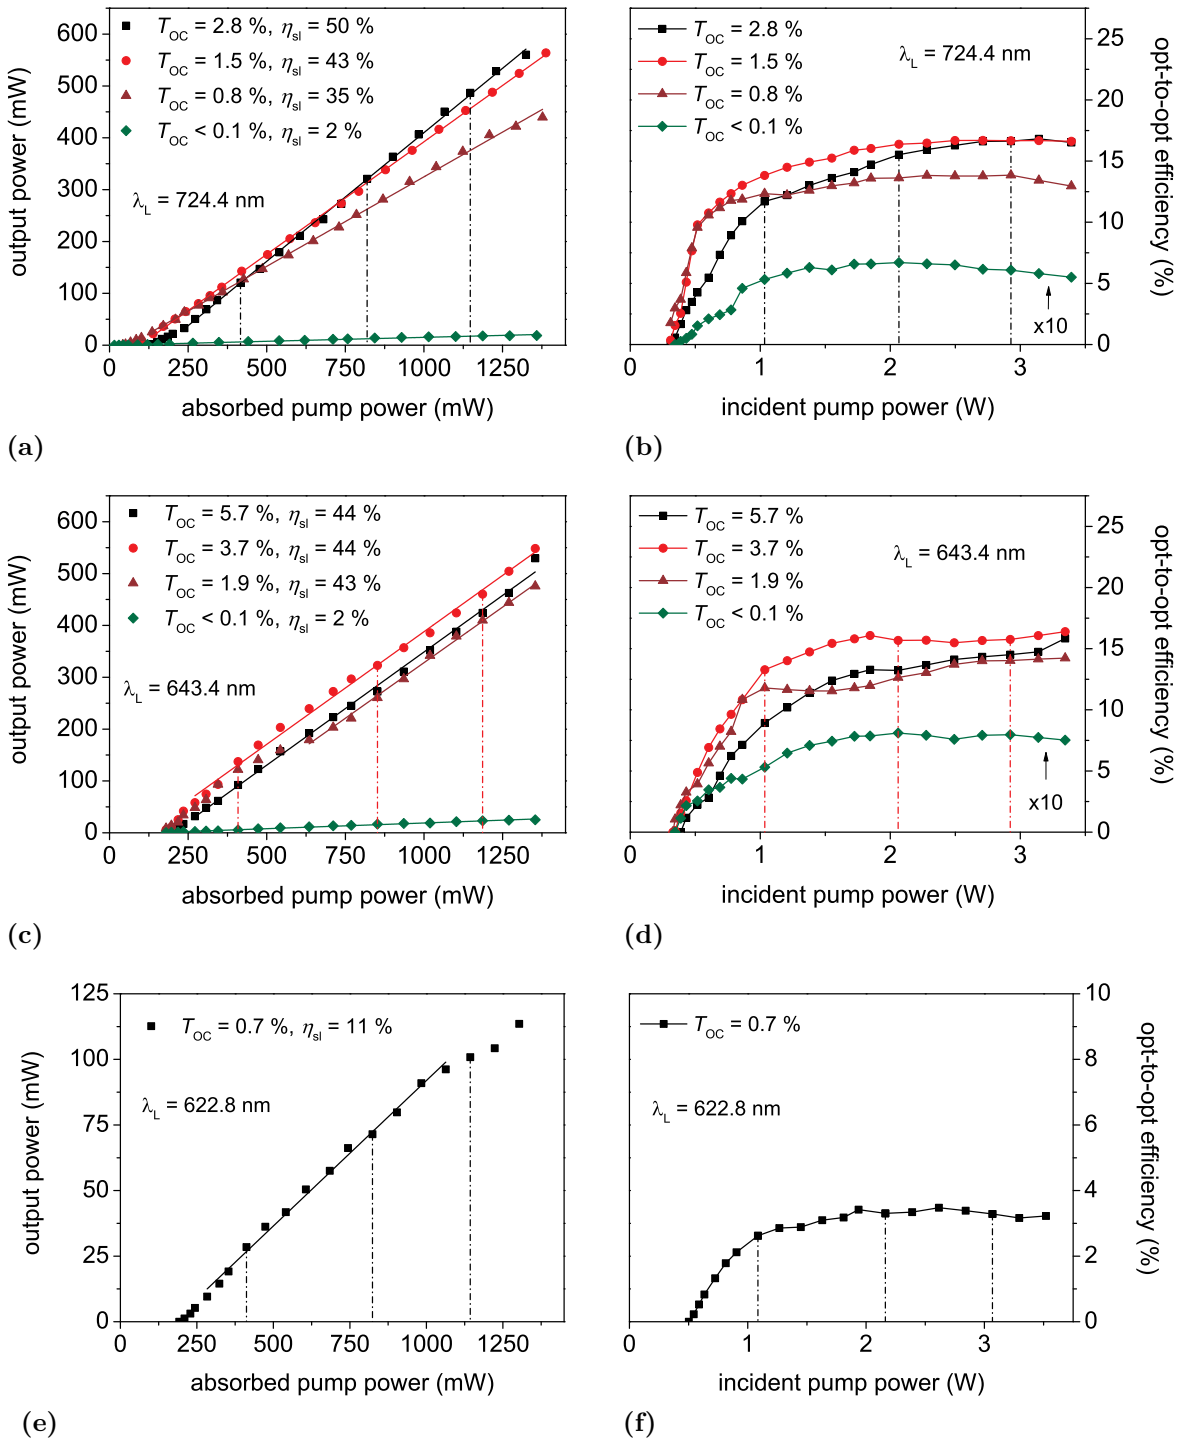 T_OC = 2.8 %, η_sl = 50 %
T_OC = 1.5 %, η_sl = 43 %
T_OC = 0.8 %, η_sl = 35 %
T_OC < 0.1 %, η_sl = 2 %
λ_L = 724.4 nm
600
500
400
300
200
100
0
output power (mW)
0 250 500 750 1000 1250
absorbed pump power (mW)
(a)
T_OC = 2.8 %
T_OC = 1.5 %
T_OC = 0.8 %
T_OC < 0.1 %
λ_L = 724.4 nm
x10
25
20
15
10
5
0
opt-to-opt efficiency (%)
0 1 2 3
incident pump power (W)
(b)
T_OC = 5.7 %, η_sl = 44 %
T_OC = 3.7 %, η_sl = 44 %
T_OC = 1.9 %, η_sl = 43 %
T_OC < 0.1 %, η_sl = 2 %
λ_L = 643.4 nm
600
500
400
300
200
100
0
output power (mW)
0 250 500 750 1000 1250
absorbed pump power (mW)
(c)
T_OC = 5.7 %
T_OC = 3.7 %
T_OC = 1.9 %
T_OC < 0.1 %
λ_L = 643.4 nm
x10
25
20
15
10
5
0
opt-to-opt efficiency (%)
0 1 2 3
incident pump power (W)
(d)
T_OC = 0.7 %, η_sl = 11 %
λ_L = 622.8 nm
125
100
75
50
25
0
output power (mW)
0 250 500 750 1000 1250
absorbed pump power (mW)
(e)
T_OC = 0.7 %
λ_L = 622.8 nm
10
8
6
4
2
0
opt-to-opt efficiency (%)
0 1 2 3
incident pump power (W)
(f)